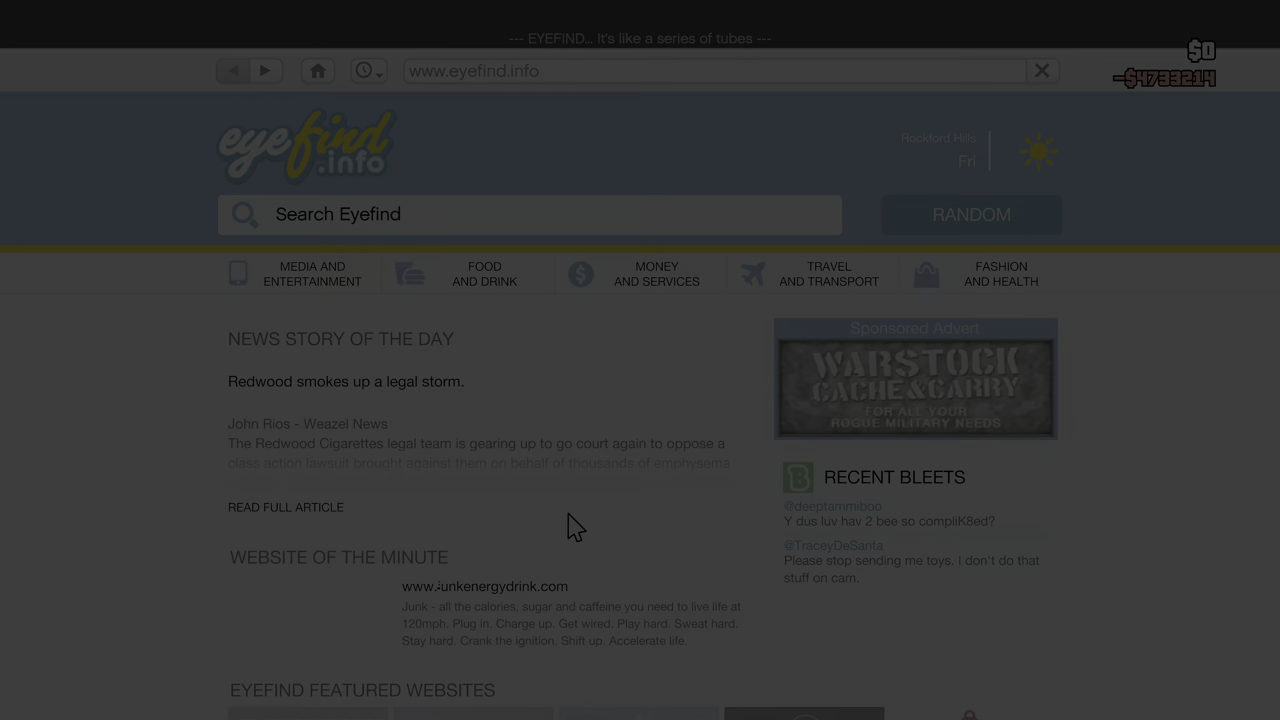 --- EYEFIND... It's like a series of tubes ---
$0
www.eyefind.info
-$4733214
eyefind
.info
Rockford Hills
Fri
Search Eyefind
RANDOM
MEDIA AND
ENTERTAINMENT
FOOD
AND DRINK
MONEY
AND SERVICES
TRAVEL
AND TRANSPORT
FASHION
AND HEALTH
NEWS STORY OF THE DAY
Redwood smokes up a legal storm.
John Rios - Weazel News
The Redwood Cigarettes legal team is gearing up to go court again to oppose a
class action lawsuit brought against them on behalf of thousands of emphysema
READ FULL ARTICLE
Sponsored Advert
WARSTOCK
CACHE & CARRY
FOR ALL YOUR
ROGUE MILITARY NEEDS
RECENT BLEETS
@deeptammiboo
Y dus luv hav 2 bee so compliK8ed?
@TraceyDeSanta
Please stop sending me toys. I don't do that
stuff on cam.
WEBSITE OF THE MINUTE
www.junkenergydrink.com
Junk - all the calories, sugar and caffeine you need to live life at
120mph. Plug in. Charge up. Get wired. Play hard. Sweat hard.
Stay hard. Crank the ignition. Shift up. Accelerate life.
EYEFIND FEATURED WEBSITES